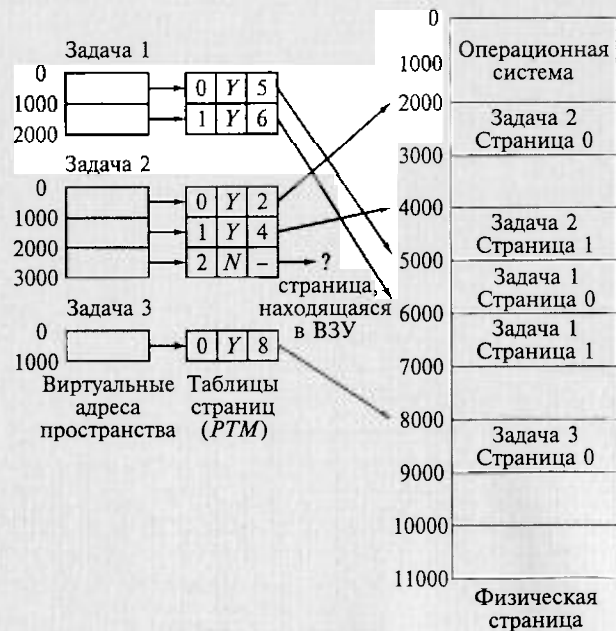 Задача 1
0
1000
2000
0 Y 5
1 Y 6
Задача 2
0
1000
2000
3000
0 Y 2
1 Y 4
2 N – ?
страница,
находящаяся
в ВЗУ
Задача 3
0
1000
0 Y 8
Виртуальные
адреса
пространства
Таблицы
страниц
(PTM)
0
1000
2000
3000
4000
5000
6000
7000
8000
9000
10000
11000
Операционная
система
Задача 2
Страница 0
Задача 2
Страница 1
Задача 1
Страница 0
Задача 1
Страница 1
Задача 3
Страница 0
Физическая
страница